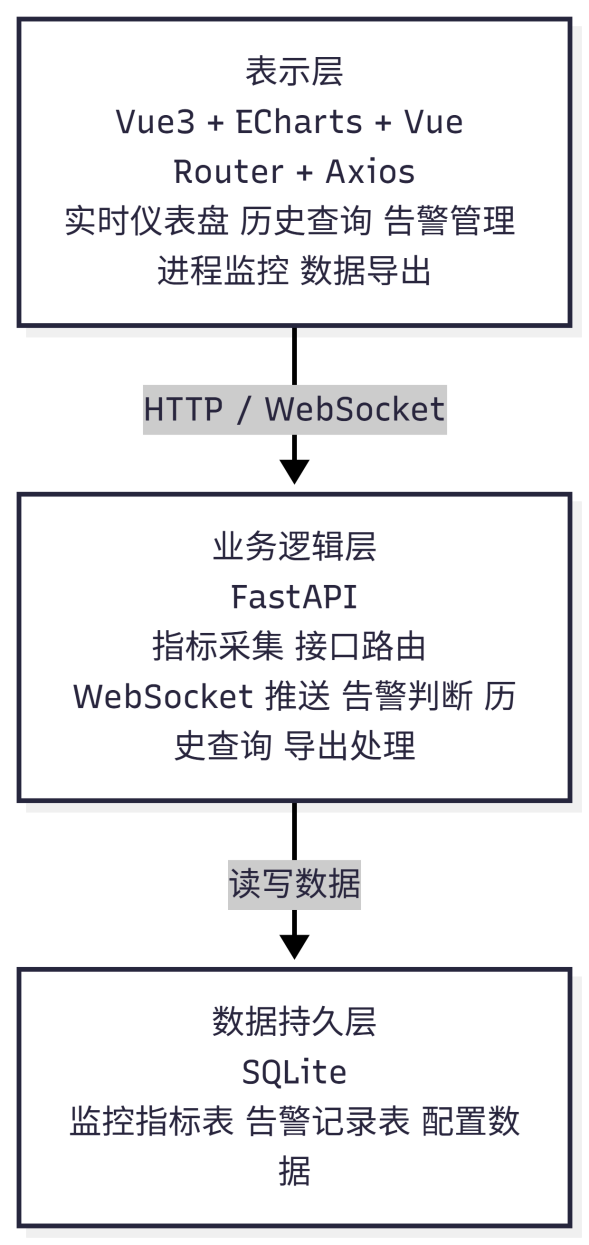 表示层
Vue3 + ECharts + Vue
Router + Axios
实时仪表盘 历史查询 告警管理
进程监控 数据导出
HTTP / WebSocket
业务逻辑层
FastAPI
指标采集 接口路由
WebSocket 推送 告警判断 历
史查询 导出处理
读写数据
数据持久层
SQLite
监控指标表 告警记录表 配置数
据